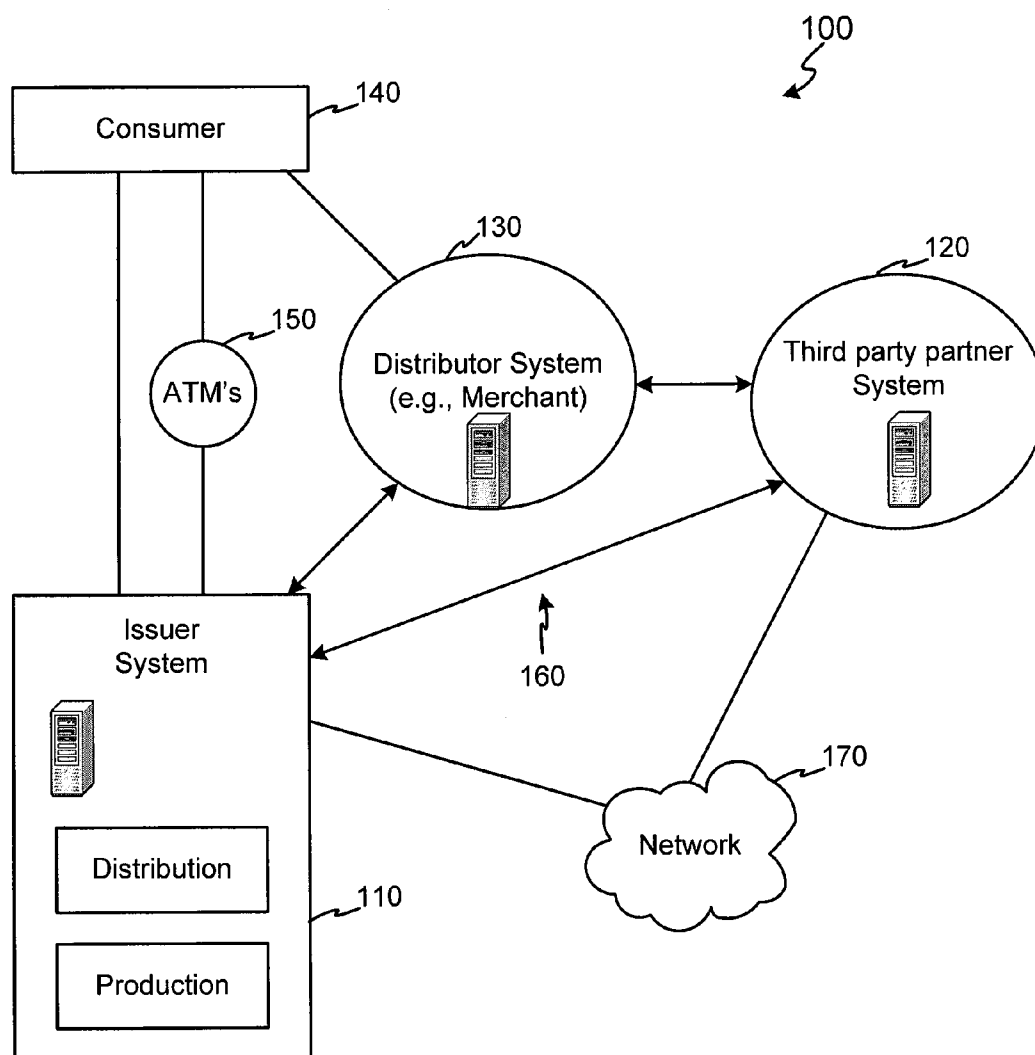 100
140
Consumer
130
120
150
ATM's
Distributor System
(e.g., Merchant)
Third party partner
System
Issuer
System
160
170
Network
Distribution
110
Production